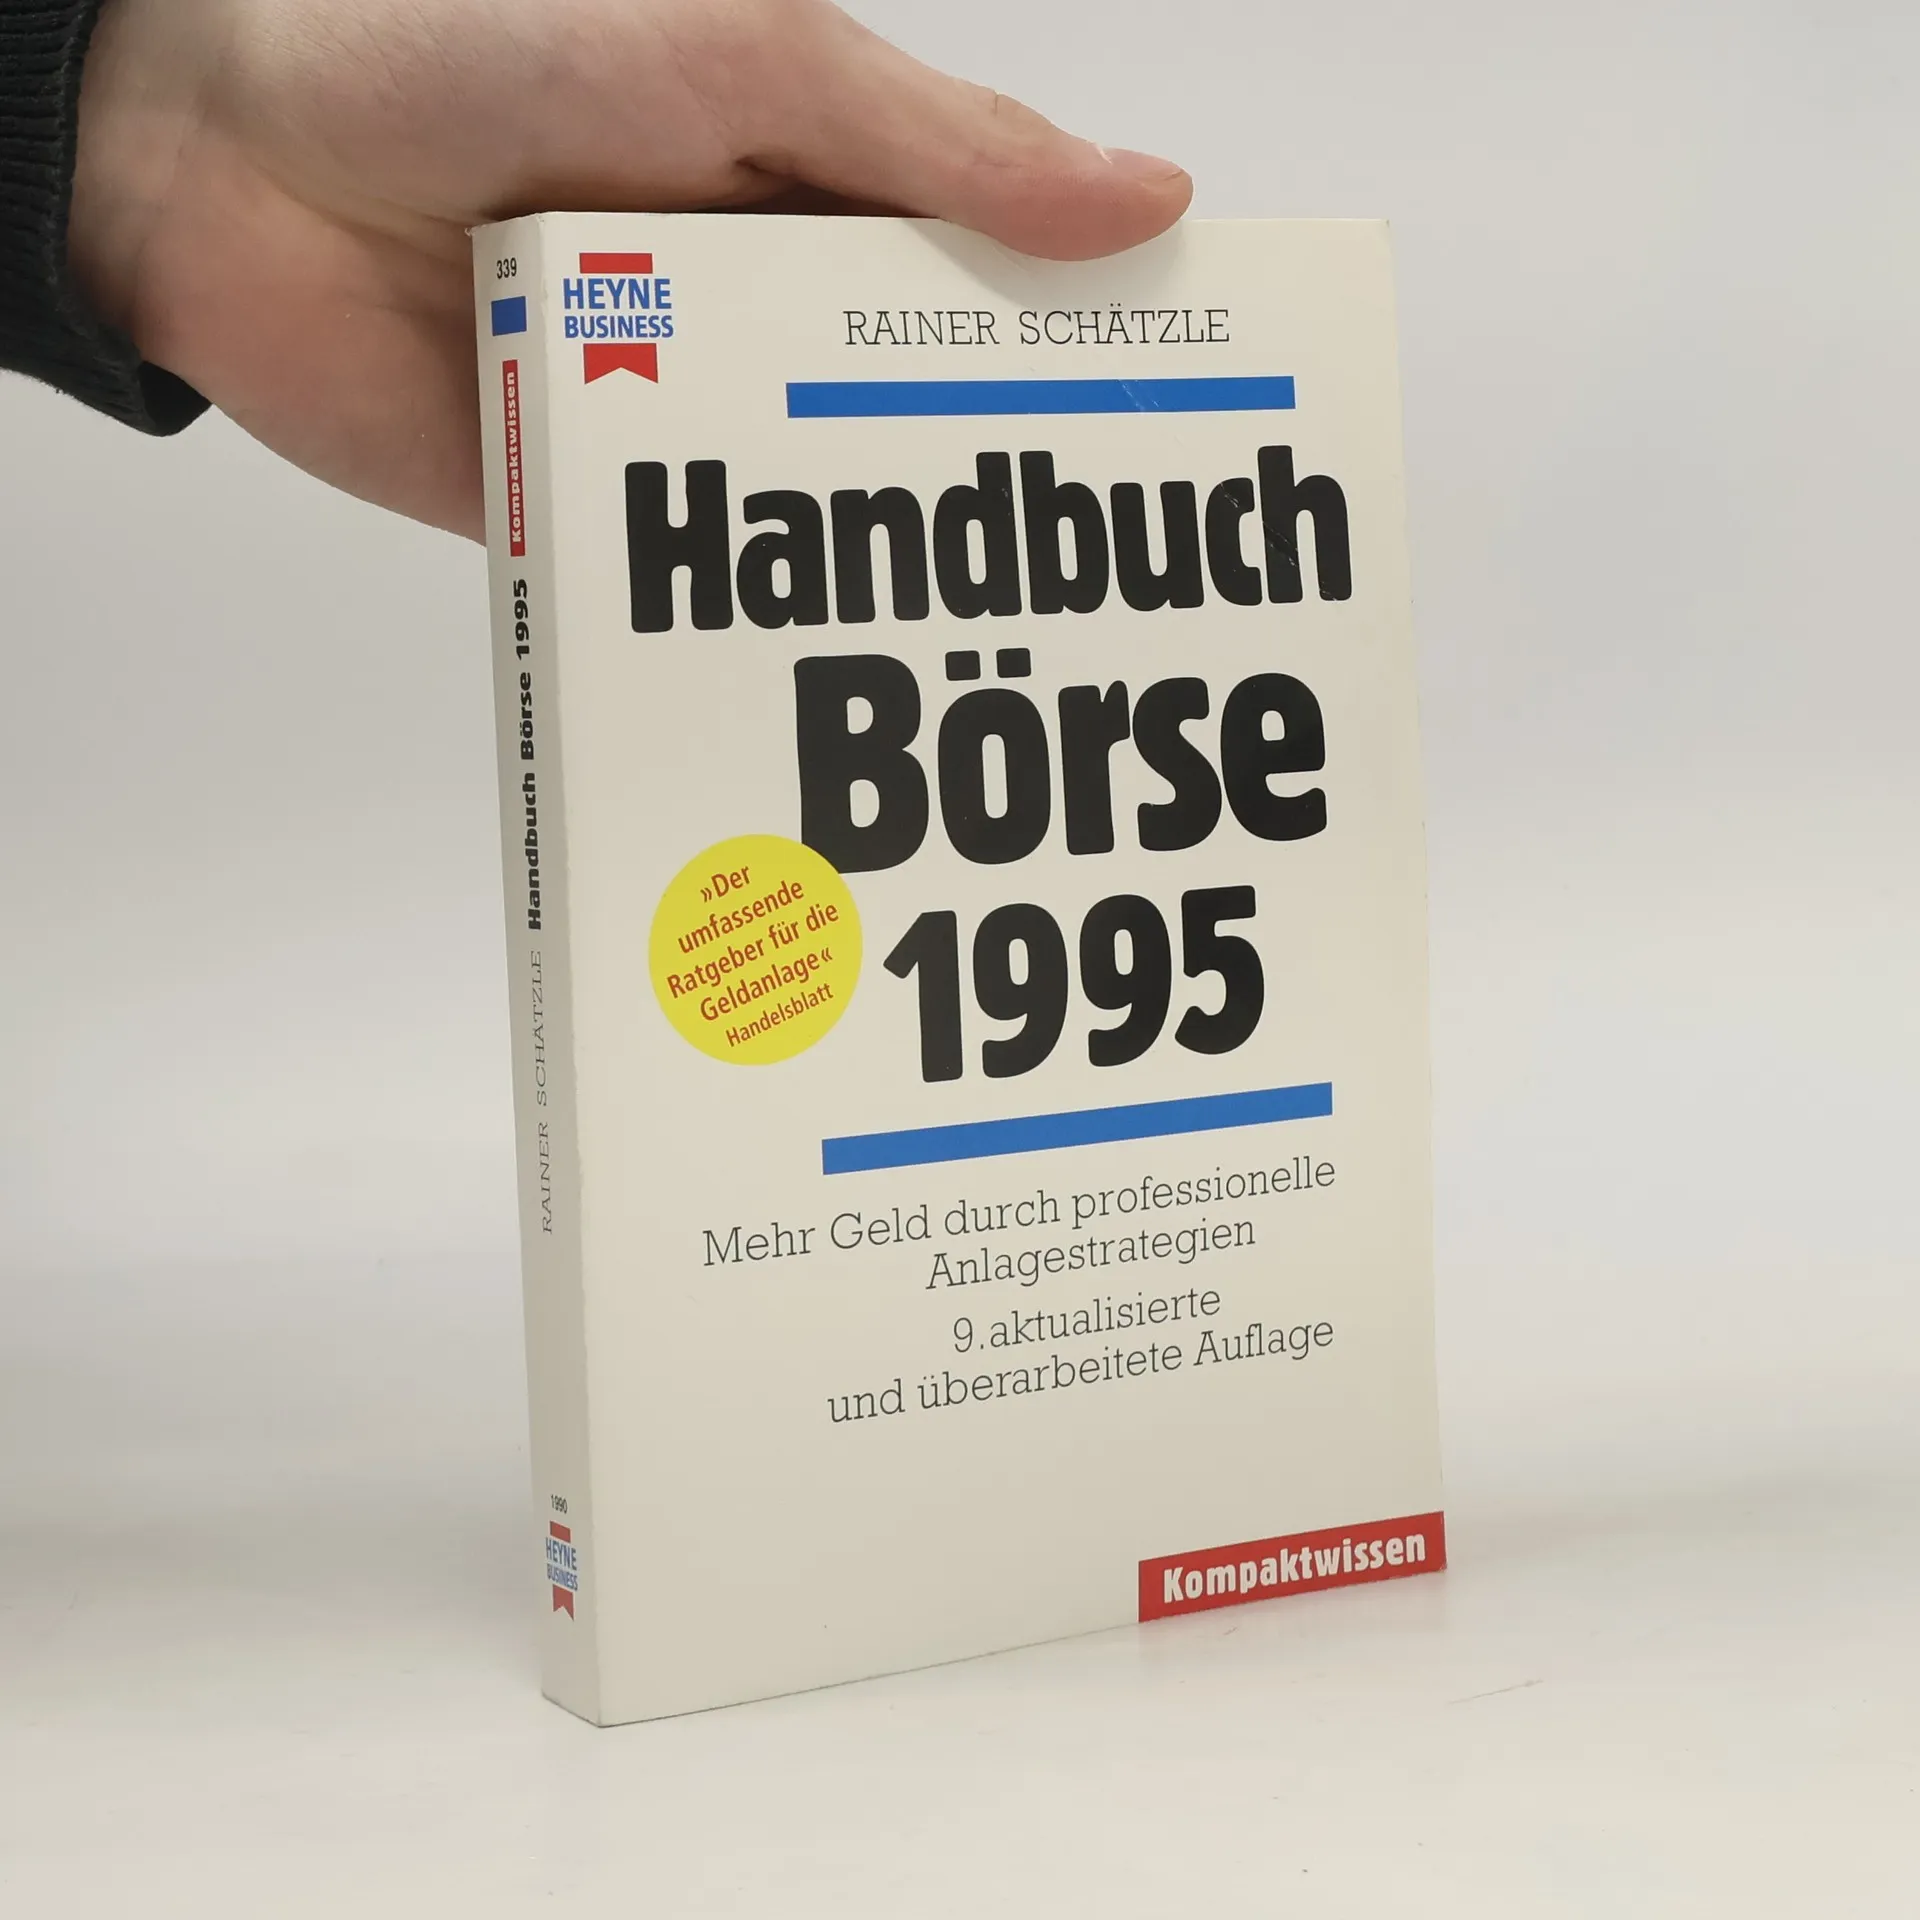 339
Kompaktwissen
RAINER SCHÄTZLE Handbuch Börse 1995
1990
HEYNE
BUSINESS
HEYNE
BUSINESS
RAINER SCHÄTZLE
Handbuch
Börse
1995
»Der
umfassende
Ratgeber für die
Geldanlage«
Handelsblatt
Mehr Geld durch professionelle
Anlagestrategien
9. aktualisierte
und überarbeitete Auflage
Kompaktwissen